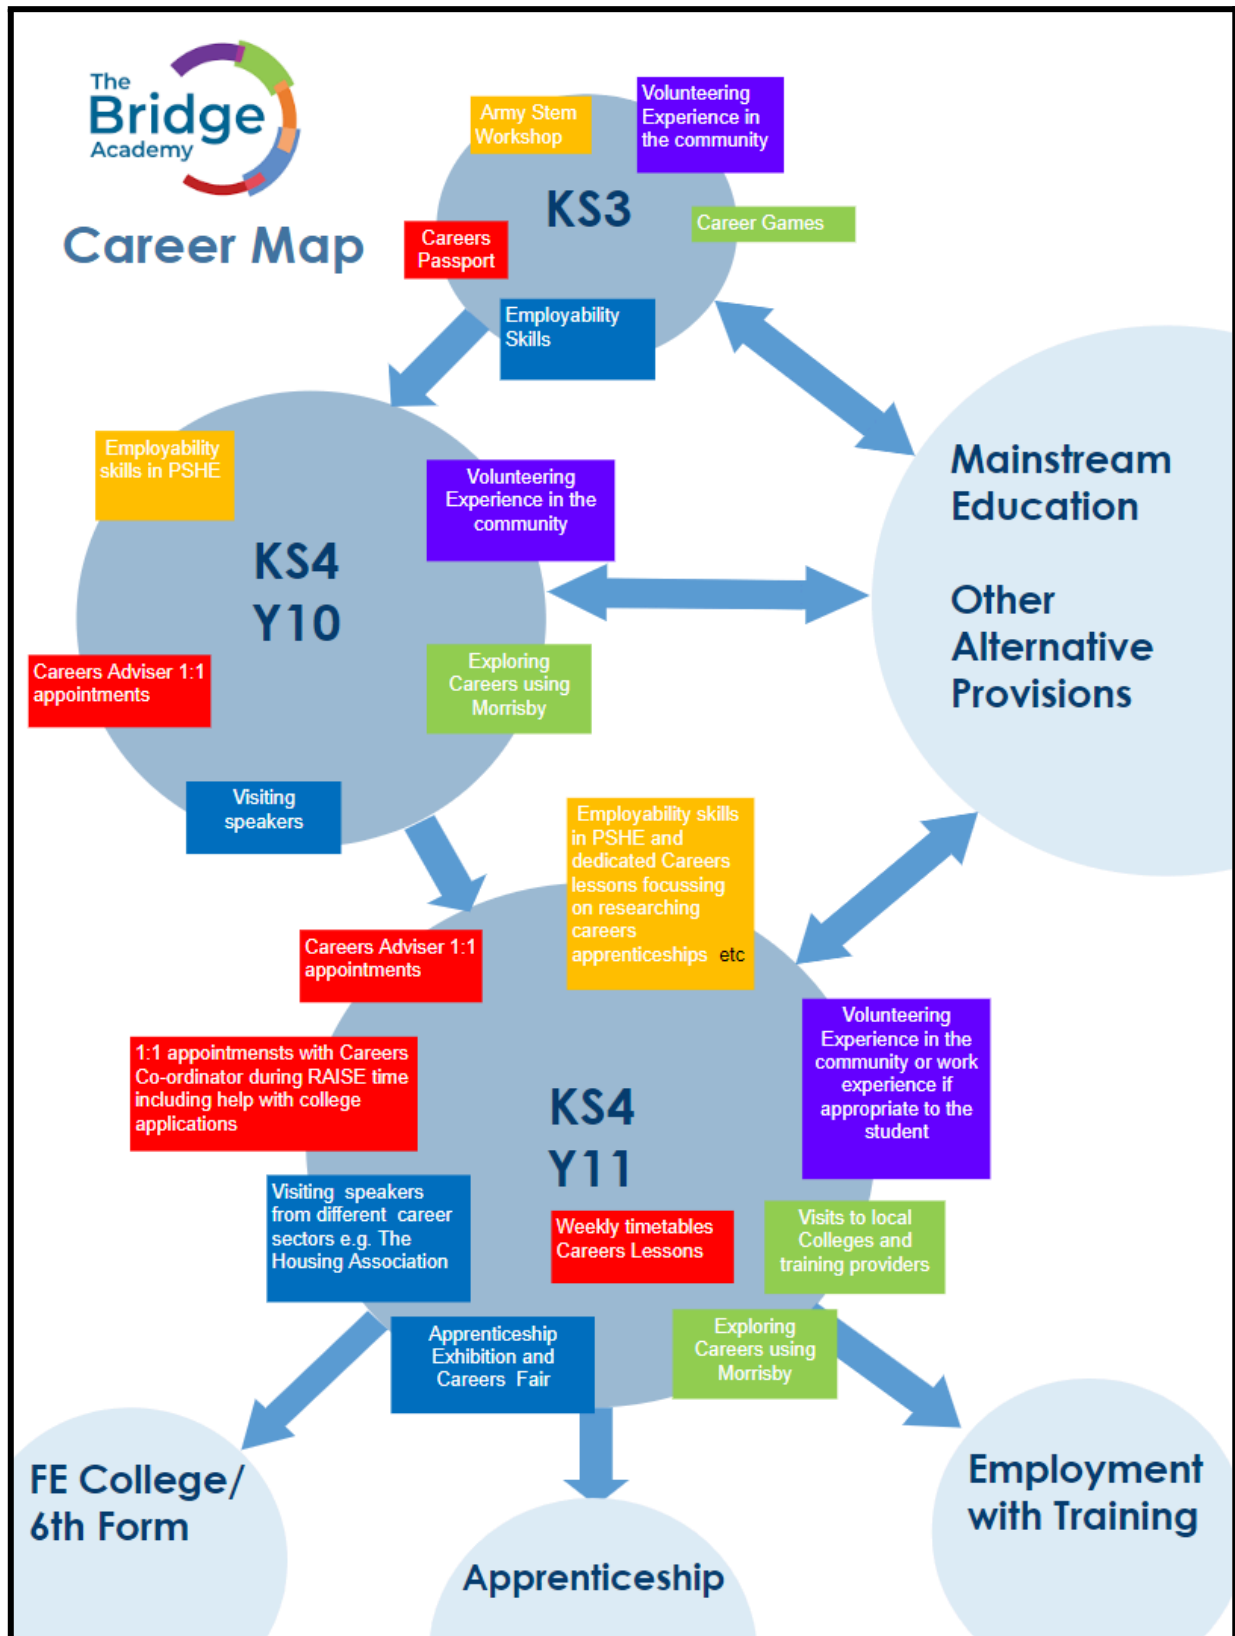 The
Bridge
Academy
Career Map
Army Stem
Workshop
Volunteering
Experience in
the community
KS3
Career Games
Careers
Passport
Employability
Skills
Mainstream
Education
Other
Alternative
Provisions
Employability
skills in PSHE
Volunteering
Experience in the
community
KS4
Y10
Careers Adviser 1:1
appointments
Exploring
Careers using
Morrisby
Visiting
speakers
Employability skills
in PSHE and
dedicated Careers
lessons focussing
on researching
careers
apprenticeships etc
Careers Adviser 1:1
appointments
1:1 appointmensts with Careers
Co-ordinator during RAISE time
including help with college
applications
Volunteering
Experience in the
community or work
experience if
appropriate to the
student
KS4
Y11
Visiting speakers
from different career
sectors e.g. The
Housing Association
Weekly timetables
Careers Lessons
Visits to local
Colleges and
training providers
Apprenticeship
Exhibition and
Careers Fair
Exploring
Careers using
Morrisby
FE College/
6th Form
Apprenticeship
Employment
with Training